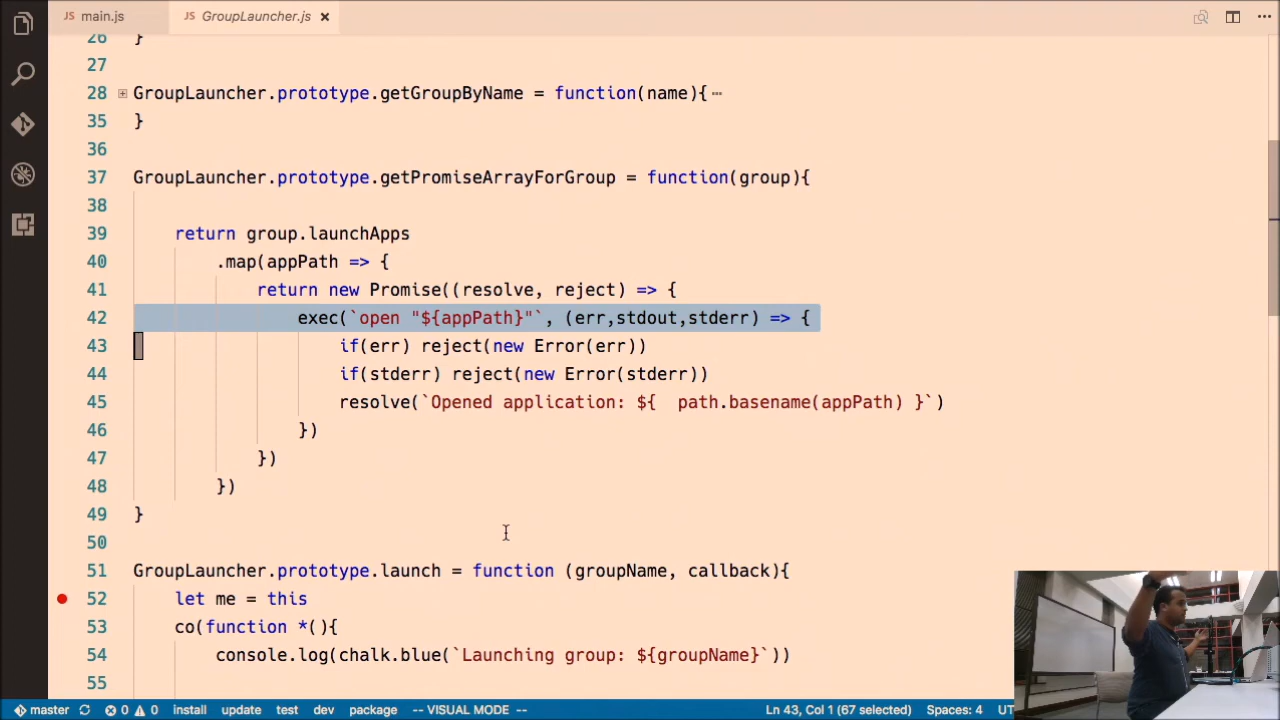 JS main.js JS GroupLauncher.js
26 }
27
28 GroupLauncher.prototype.getGroupByName = function(name){
35 }
36
37 GroupLauncher.prototype.getPromiseArrayForGroup = function(group){
38
39 return group.launchApps
40 .map(appPath => {
41 return new Promise((resolve, reject) => {
42 exec(`open "${appPath}"`, (err,stdout,stderr) => {
43 if(err) reject(new Error(err))
44 if(stderr) reject(new Error(stderr))
45 resolve(`Opened application: ${  path.basename(appPath) }`)
46 })
47 })
48 })
49 }
50
51 GroupLauncher.prototype.launch = function (groupName, callback){
52 let me = this
53 co(function *(){
54 console.log(chalk.blue(`Launching group: ${groupName}`))
55
master 0 0 install update test dev package -- VISUAL MODE -- Ln 43, Col 1 (67 selected) Spaces: 4 UT